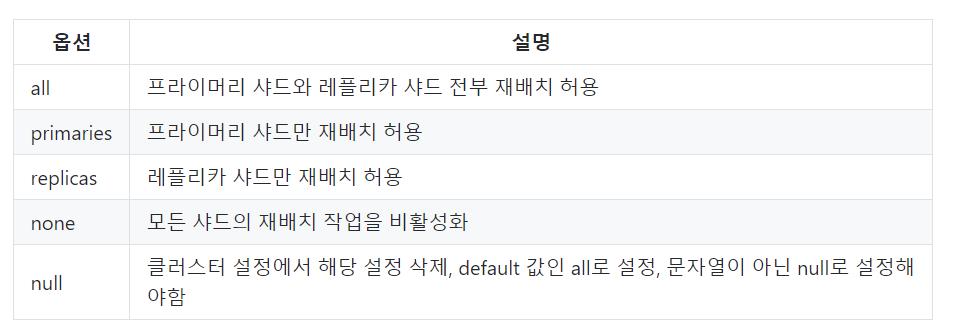 옵션 설명
all 프라이머리 샤드와 레플리카 샤드 전부 재배치 허용
primaries 프라이머리 샤드만 재배치 허용
replicas 레플리카 샤드만 재배치 허용
none 모든 샤드의 재배치 작업을 비활성화
null 클러스터 설정에서 해당 설정 삭제, default 값인 all로 설정, 문자열이 아닌 null로 설정해
야함